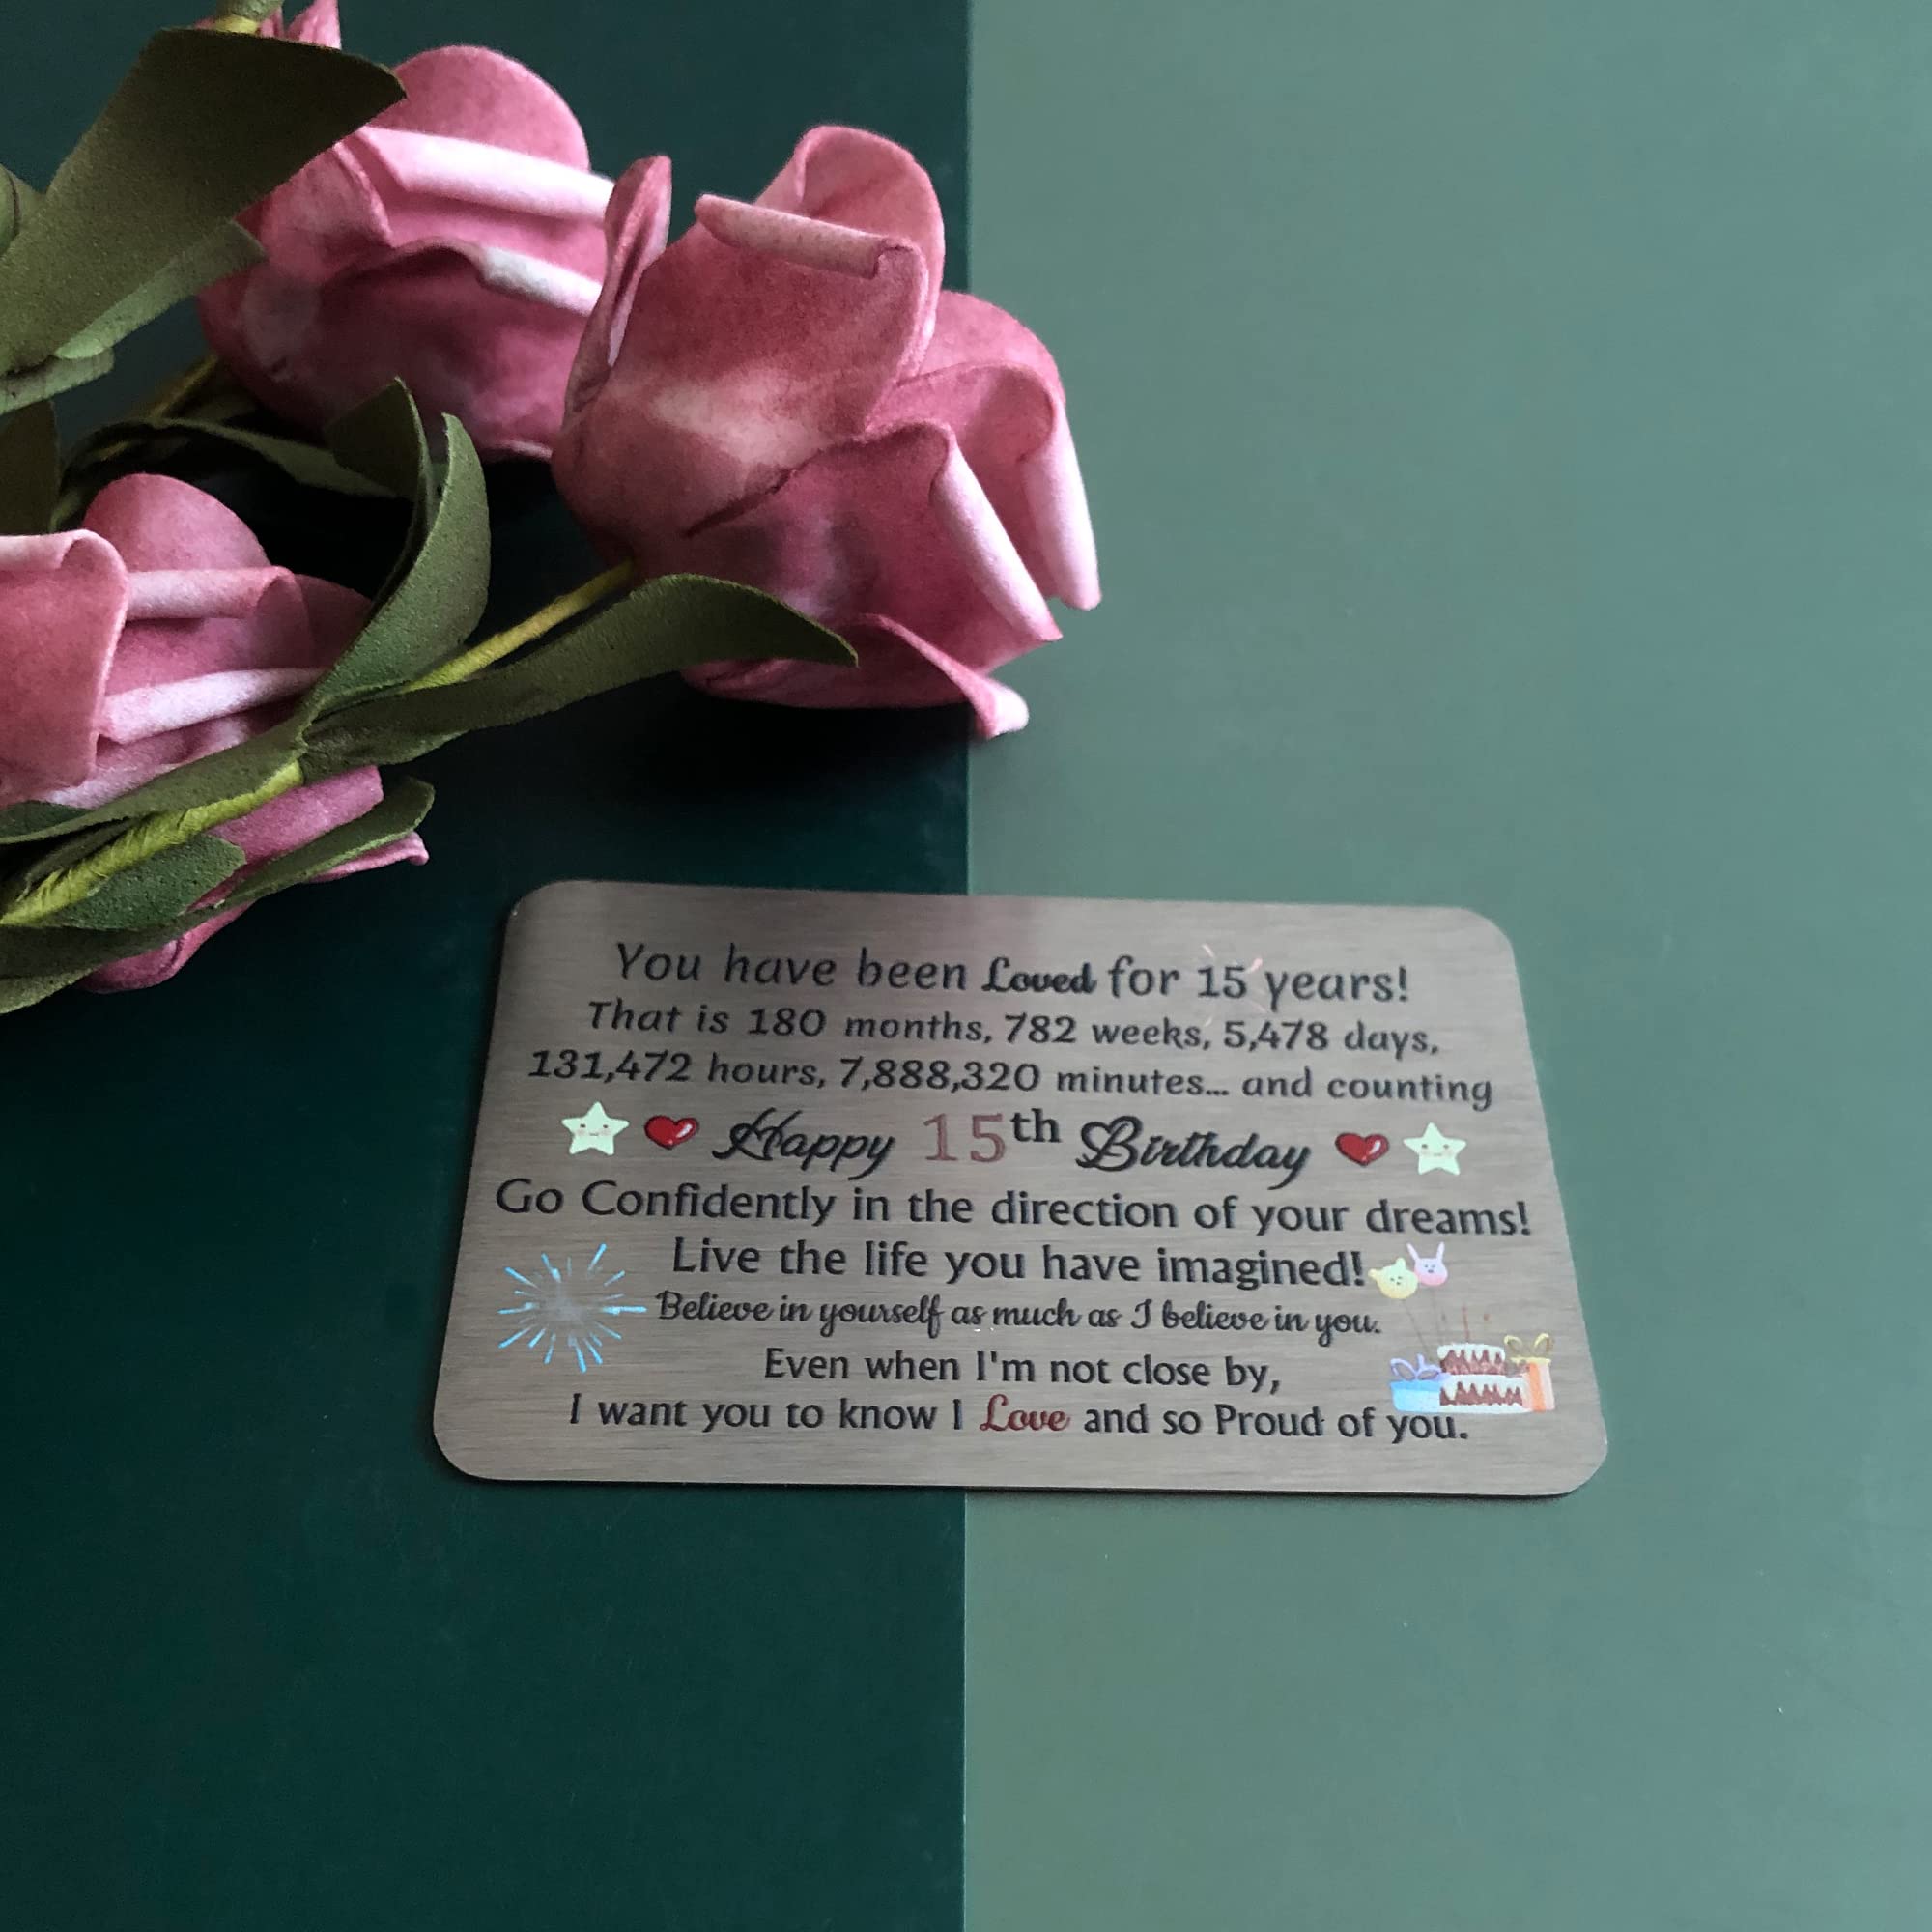 You have been Loved for 15 years!
That is 180 months, 782 weeks, 5,478 days,
131,472 hours, 7,888,320 minutes... and counting
Happy 15th Birthday
Go Confidently in the direction of your dreams!
Live the life you have imagined!
Believe in yourself as much as I believe in you.
Even when I'm not close by,
I want you to know I Love and so Proud of you.